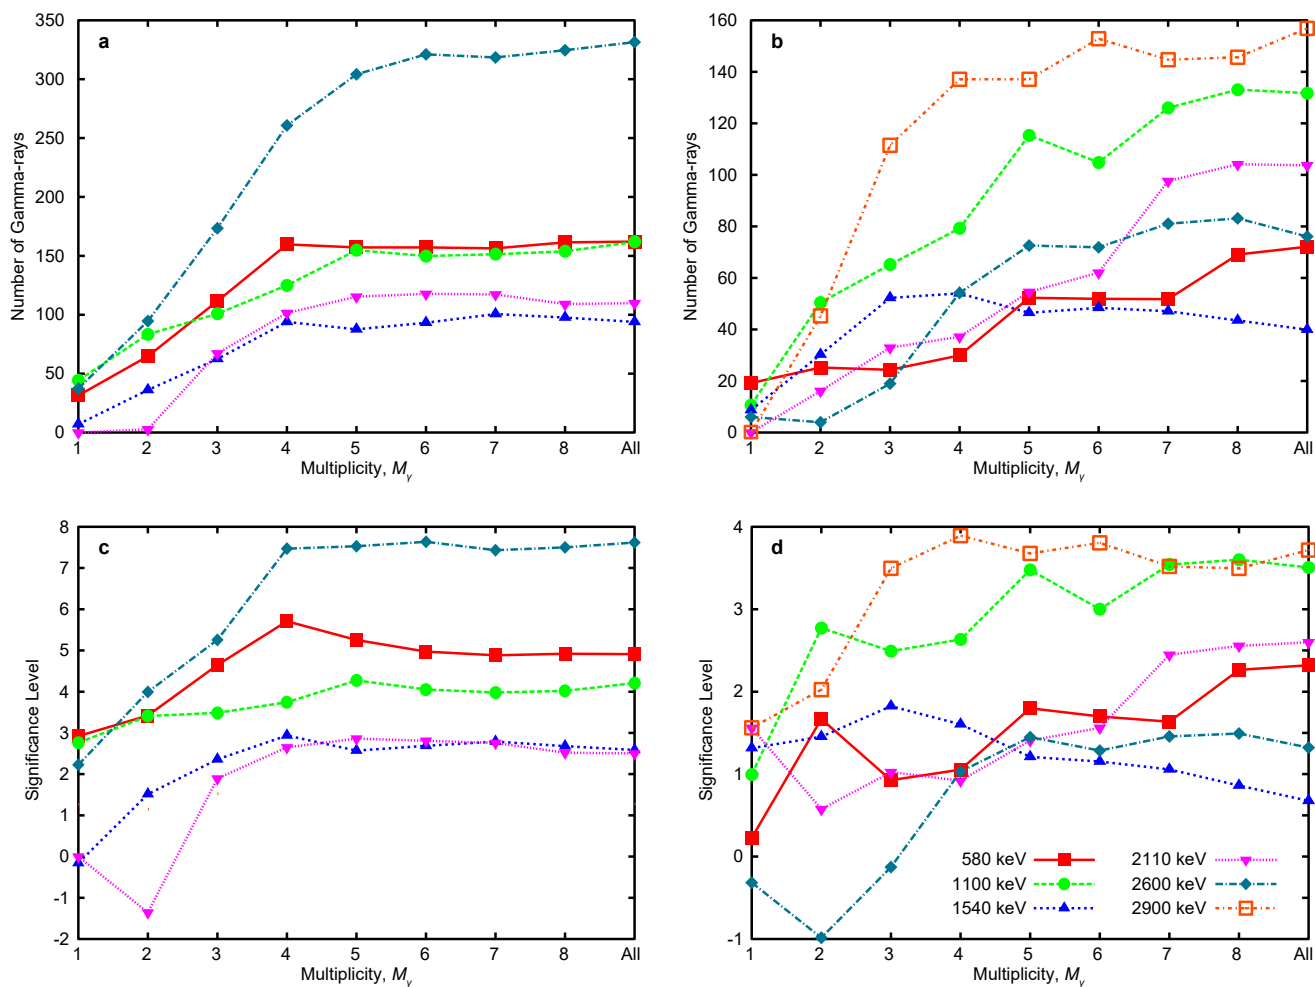 a
350
300
250
200
150
100
50
0
Number of Gamma-rays
1 2 3 4 5 6 7 8 All
Multiplicity, Mγ
b
160
140
120
100
80
60
40
20
0
Number of Gamma-rays
1 2 3 4 5 6 7 8 All
Multiplicity, Mγ
c
8
7
6
5
4
3
2
1
0
-1
-2
Significance Level
1 2 3 4 5 6 7 8 All
Multiplicity, Mγ
d
4
3
2
1
0
-1
Significance Level
580 keV 2110 keV
1100 keV 2600 keV
1540 keV 2900 keV
1 2 3 4 5 6 7 8 All
Multiplicity, Mγ